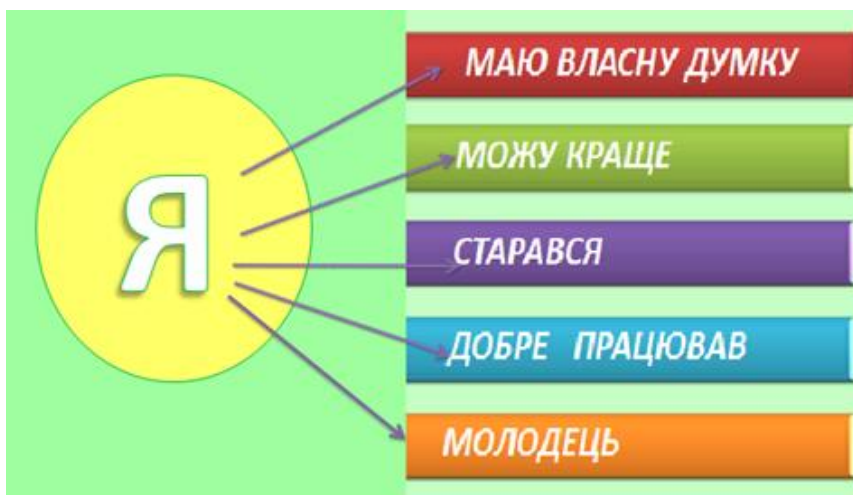 Я
МАЮ ВЛАСНУ ДУМКУ
МОЖУ КРАЩЕ
СТАРАВСЯ
ДОБРЕ ПРАЦЮВАВ
МОЛОДЕЦЬ